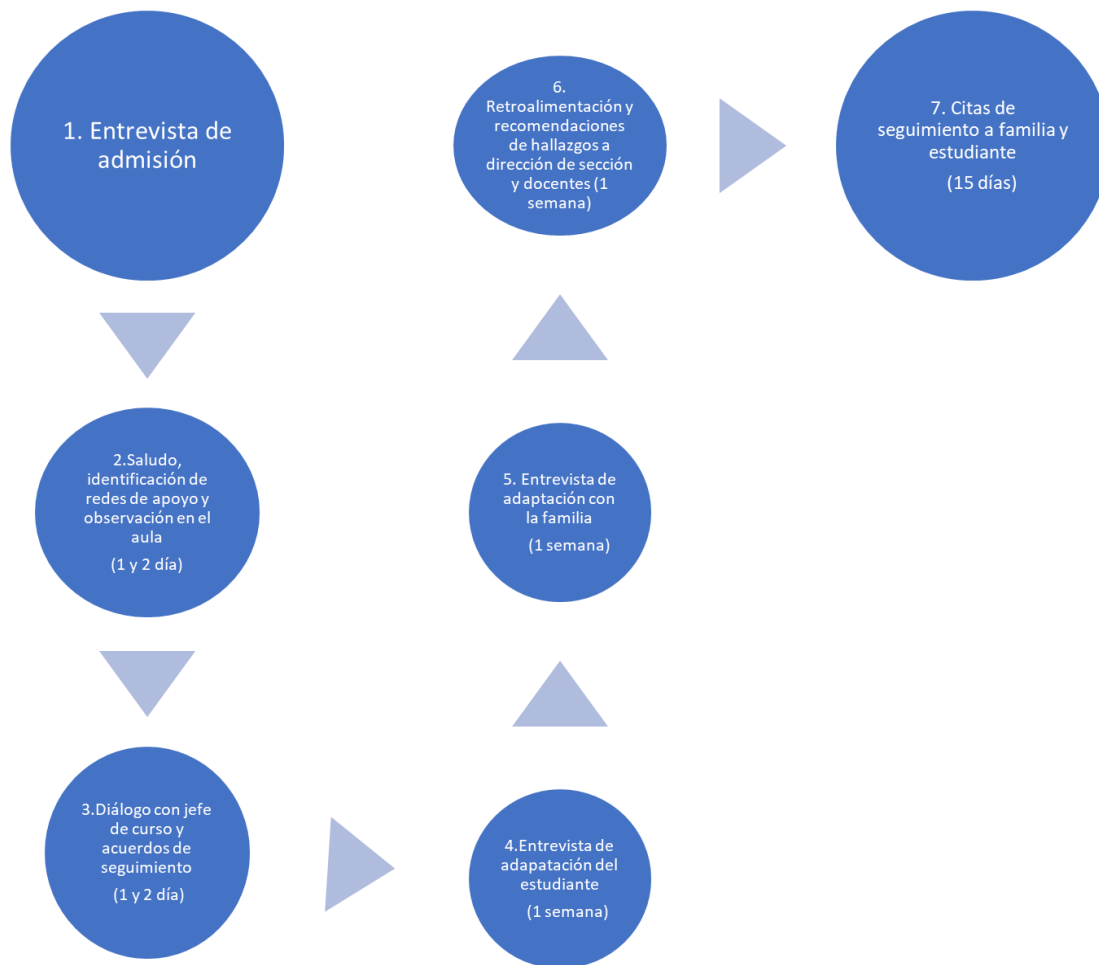 1. Entrevista de
admisión
2.Saludo,
identificación de
redes de apoyo y
observación en el
aula
(1 y 2 día)
3.Diálogo con jefe
de curso y
acuerdos de
seguimiento
(1 y 2 día)
4.Entrevista de
adapatación del
estudiante
(1 semana)
5. Entrevista de
adaptación con
la familia
(1 semana)
6.
Retroalimentación y
recomendaciones
de hallazgos a
dirección de sección
y docentes (1
semana)
7. Citas de
seguimiento a familia y
estudiante
(15 días)